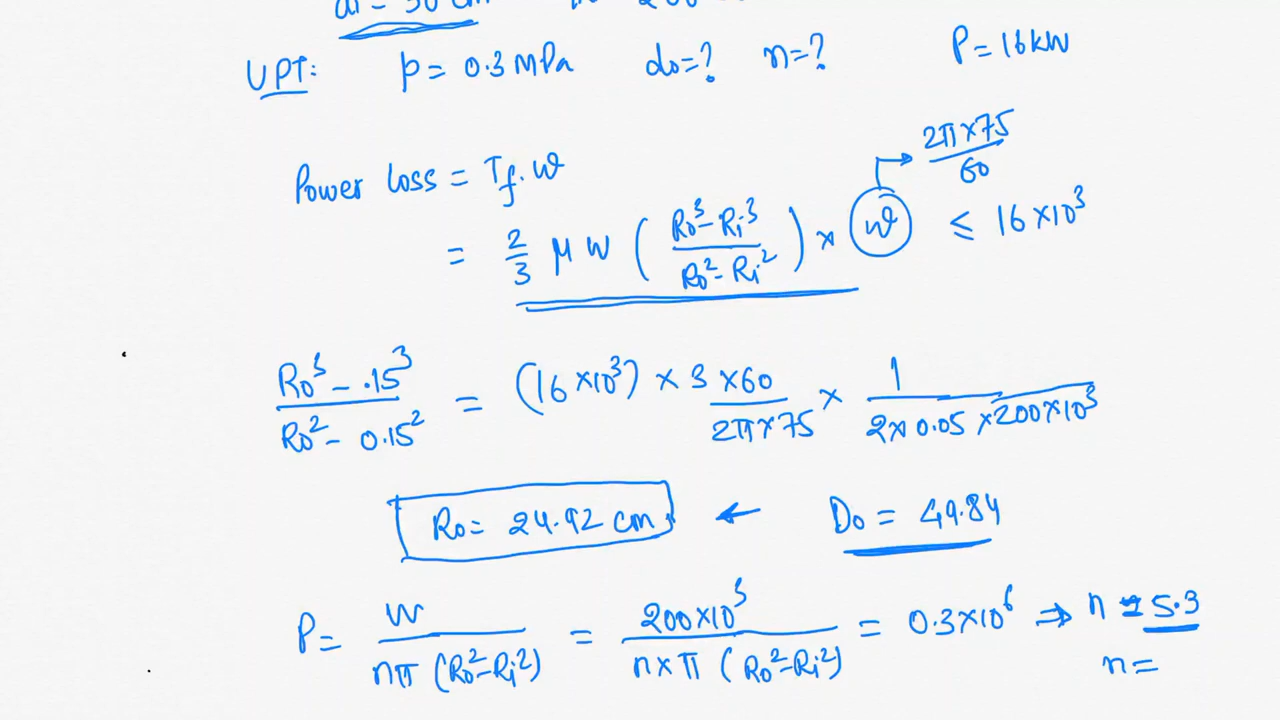 di = 30 cm
UPT: p = 0.3 MPa do=? n=? P = 16 kW
Power loss = Tf. ω
2π×75/60
= 2/3 μ W ( Ro³-Ri³ / Ro²-Ri² ) × ω ≤ 16 ×10³
Ro³ - .15³ / Ro² - 0.15² = (16 ×10³) × 3 ×60 / 2π×75 × 1 / 2× 0.05 ×200×10³
Ro = 24.92 cm ← Do = 49.84
P = W / nπ (Ro²-Ri²) = 200×10³ / n×π (Ro²-Ri²) = 0.3×10⁶ ⇒ n = 5.3
n =